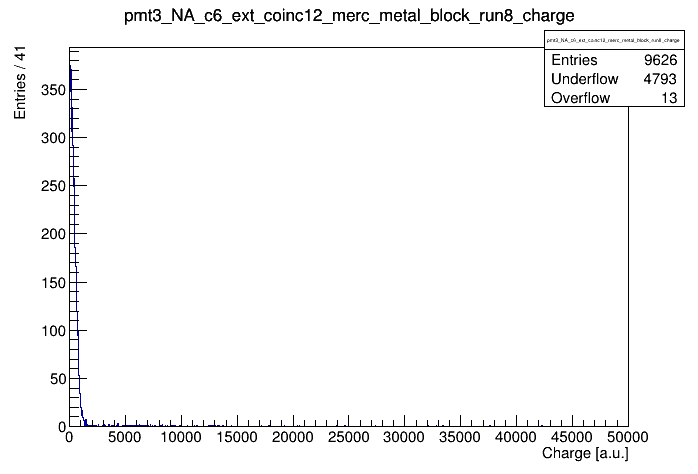 pmt3_NA_c6_ext_coinc12_merc_metal_block_run8_charge
pmt3_NA_c6_ext_coinc12_merc_metal_block_run8_charge
Entries 9626
Underflow 4793
Overflow 13
Entries / 41
350
300
250
200
150
100
50
0
0 5000 10000 15000 20000 25000 30000 35000 40000 45000 50000
Charge [a.u.]